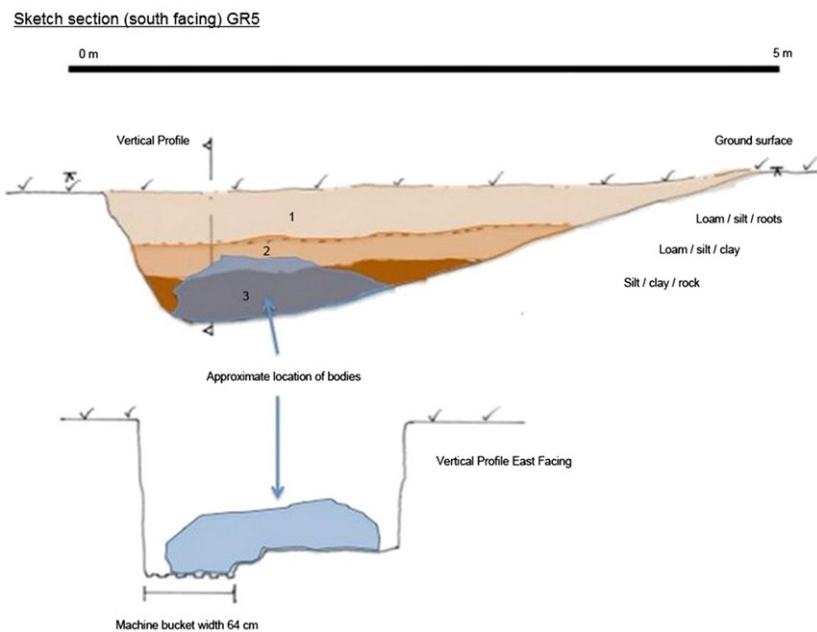 Sketch section (south facing) GR5
0 m
5 m
Vertical Profile
Ground surface
1
Loam / silt / roots
2
Loam / silt / clay
3
Silt / clay / rock
Approximate location of bodies
Vertical Profile East Facing
Machine bucket width 64 cm